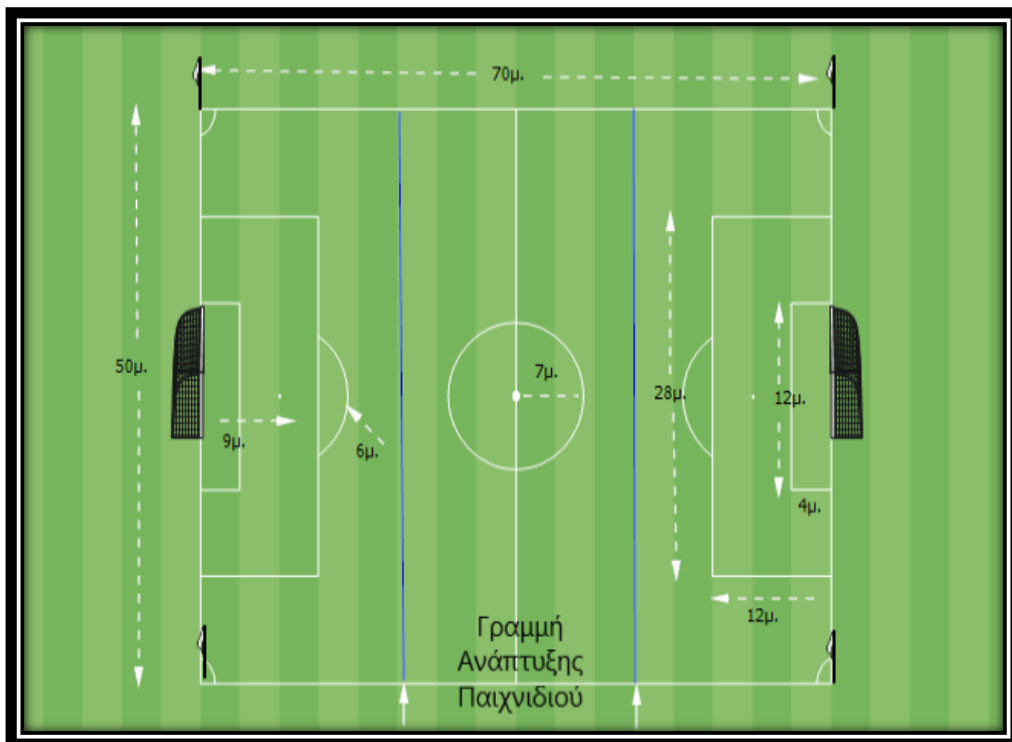 70μ.
50μ.
7μ.
28μ.
12μ.
9μ.
6μ.
4μ.
12μ.
Γραμμή
Ανάπτυξης
Παιχνιδιού